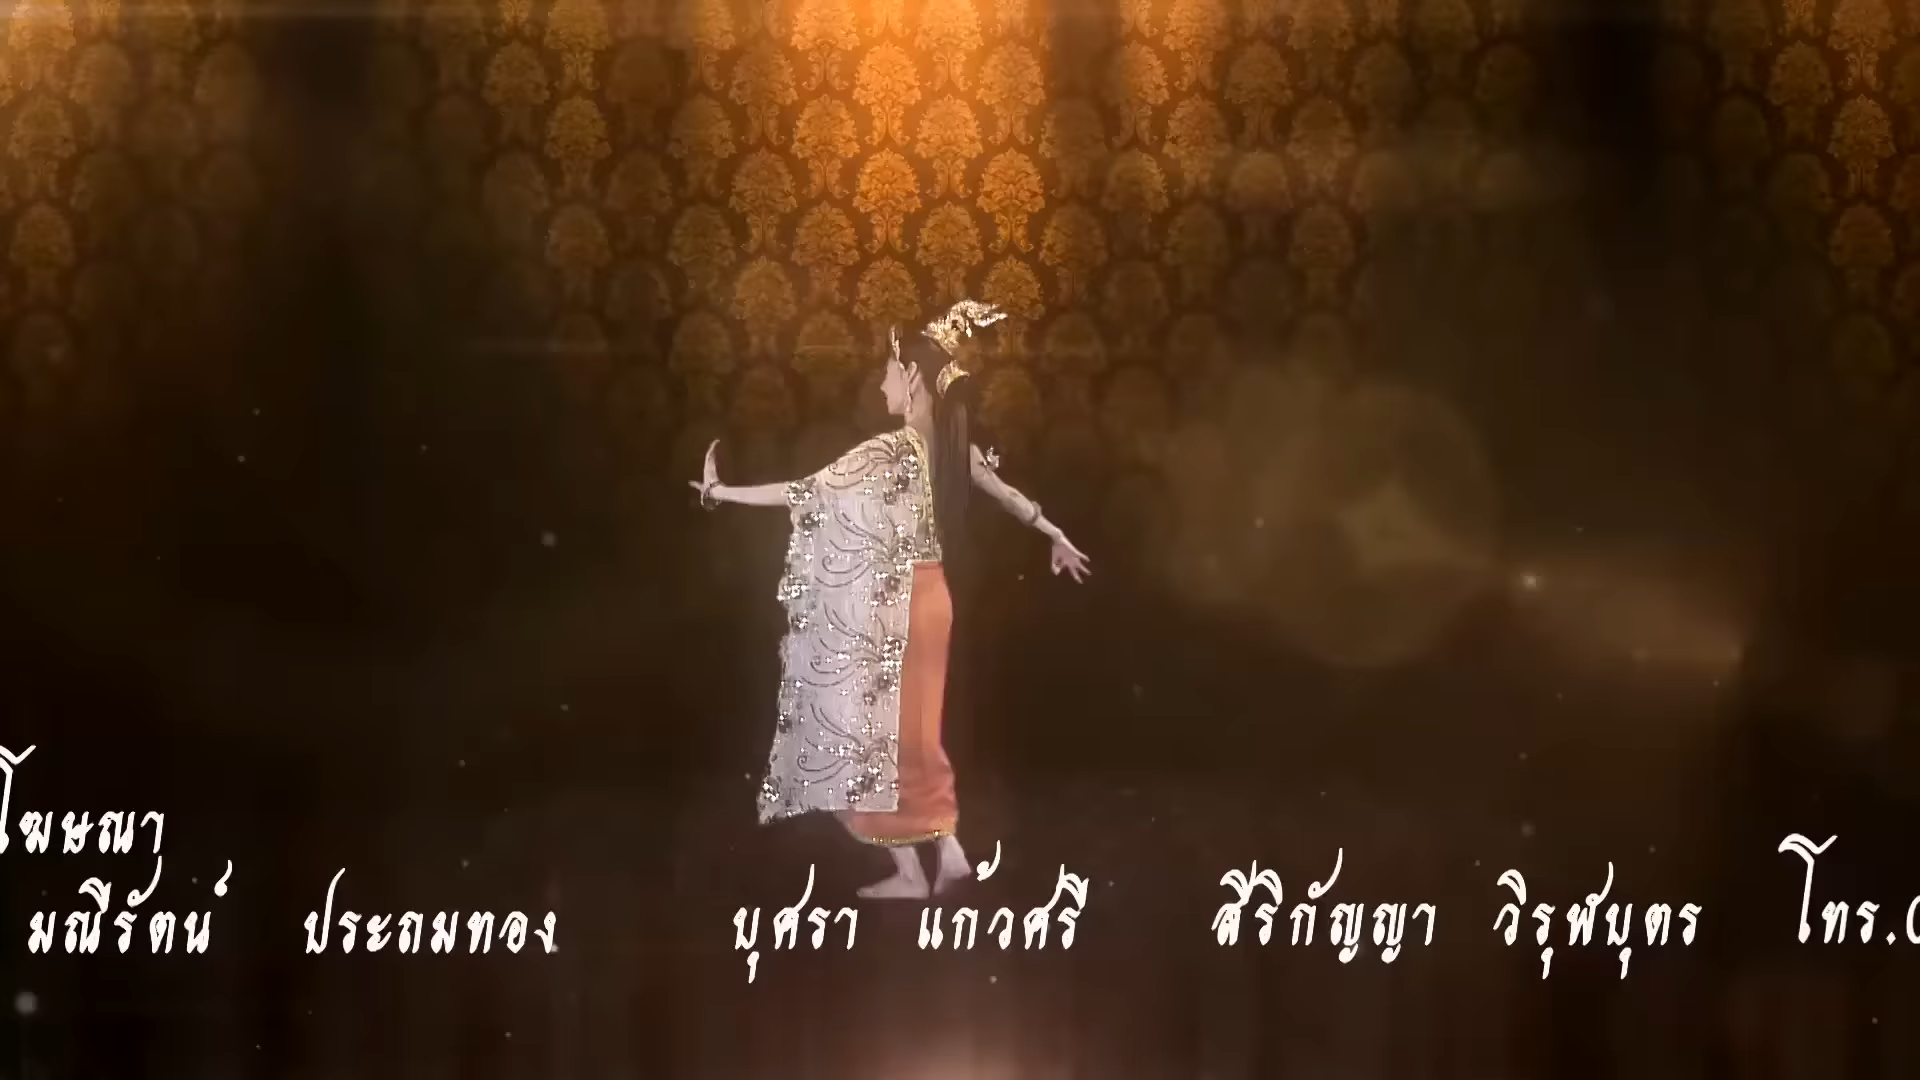 โฆษณา
มณีรัตน์ ประถมทอง บุศรา แก้วศรี สิริกัญญา วิรุฬบุตร โทร.